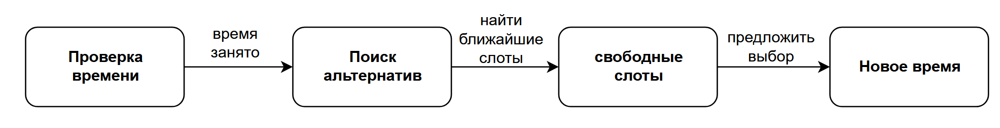 Проверка
времени
время
занято
Поиск
альтернатив
найти
ближайшие
слоты
свободные
слоты
предложить
выбор
Новое время